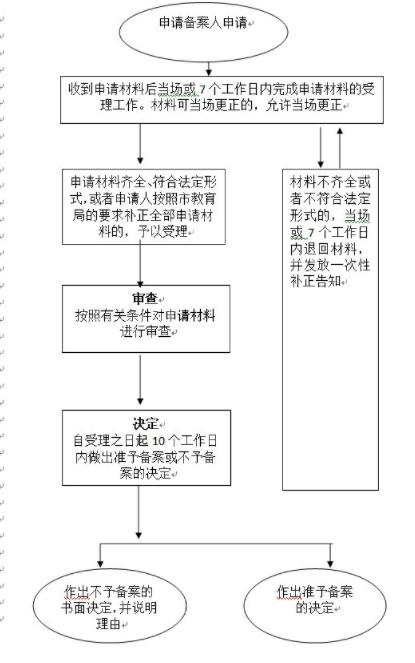 申请备案人申请
收到申请材料后当场或7个工作日内完成申请材料的受
理工作。材料可当场更正的，允许当场更正
申请材料齐全、符合法定形
式，或者申请人按照市教育
局的要求补正全部申请材
料的，予以受理
材料不齐全或
者不符合法定
形式的，当场
或 7 个工作日
内退回材料，
并发放一次性
补正告知
审查
按照有关条件对申请材料
进行审查
决定
自受理之日起 10 个工作日
内做出准予备案或不予备
案的决定
作出不予备案的
书面决定，并说明
理由
作出准予备案
的决定